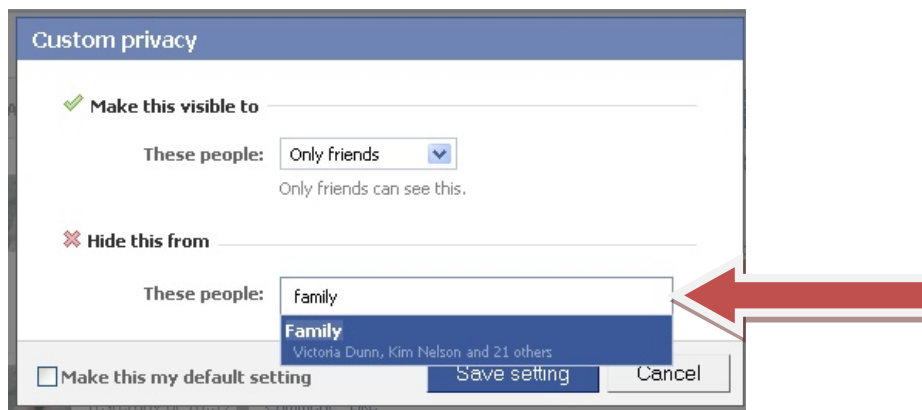 Custom privacy
Make this visible to
These people: Only friends
Only friends can see this.
Hide this from
These people: family
Family
Victoria Dunn, Kim Nelson and 21 others
Make this my default setting Save setting Cancel